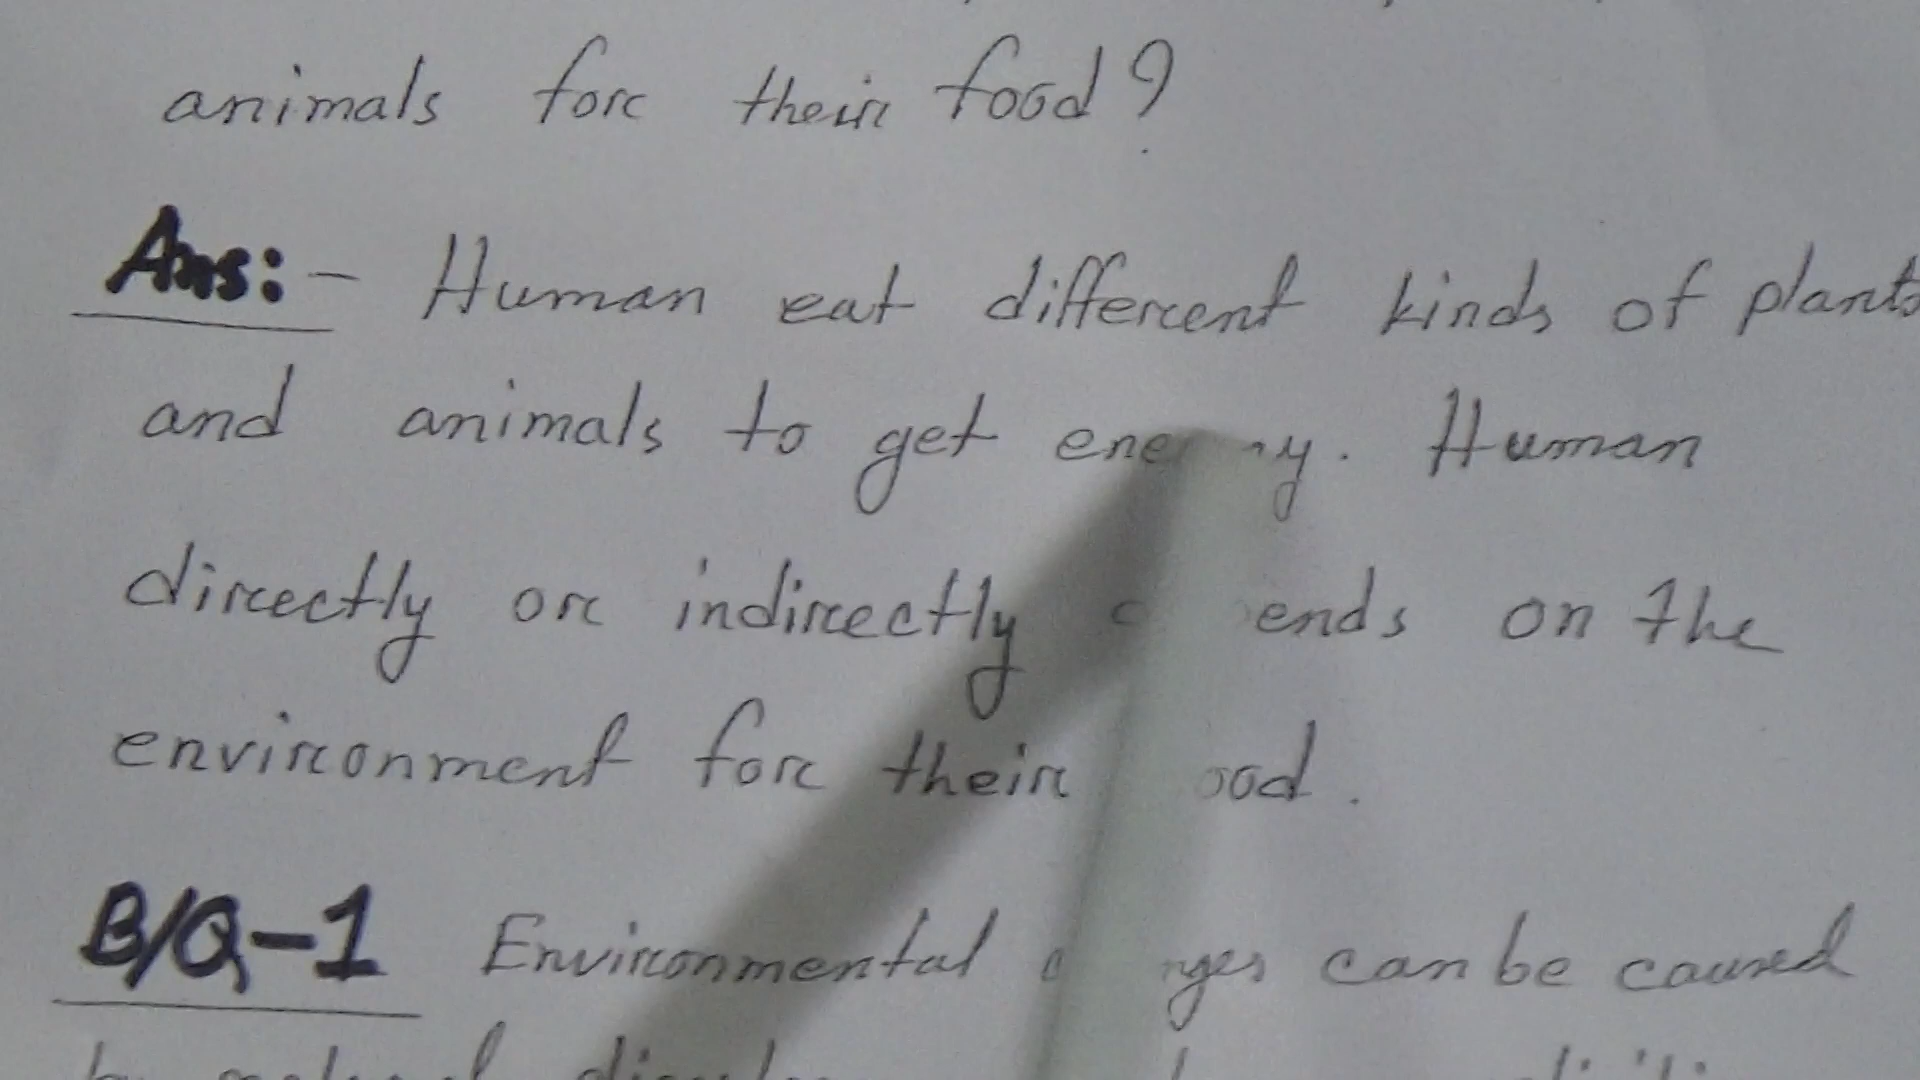 animals for their food?
Ans:- Human eat different kinds of plants
and animals to get Human
directly or indirectly on the
environment for their
B/Q-1 Environmental can be caused